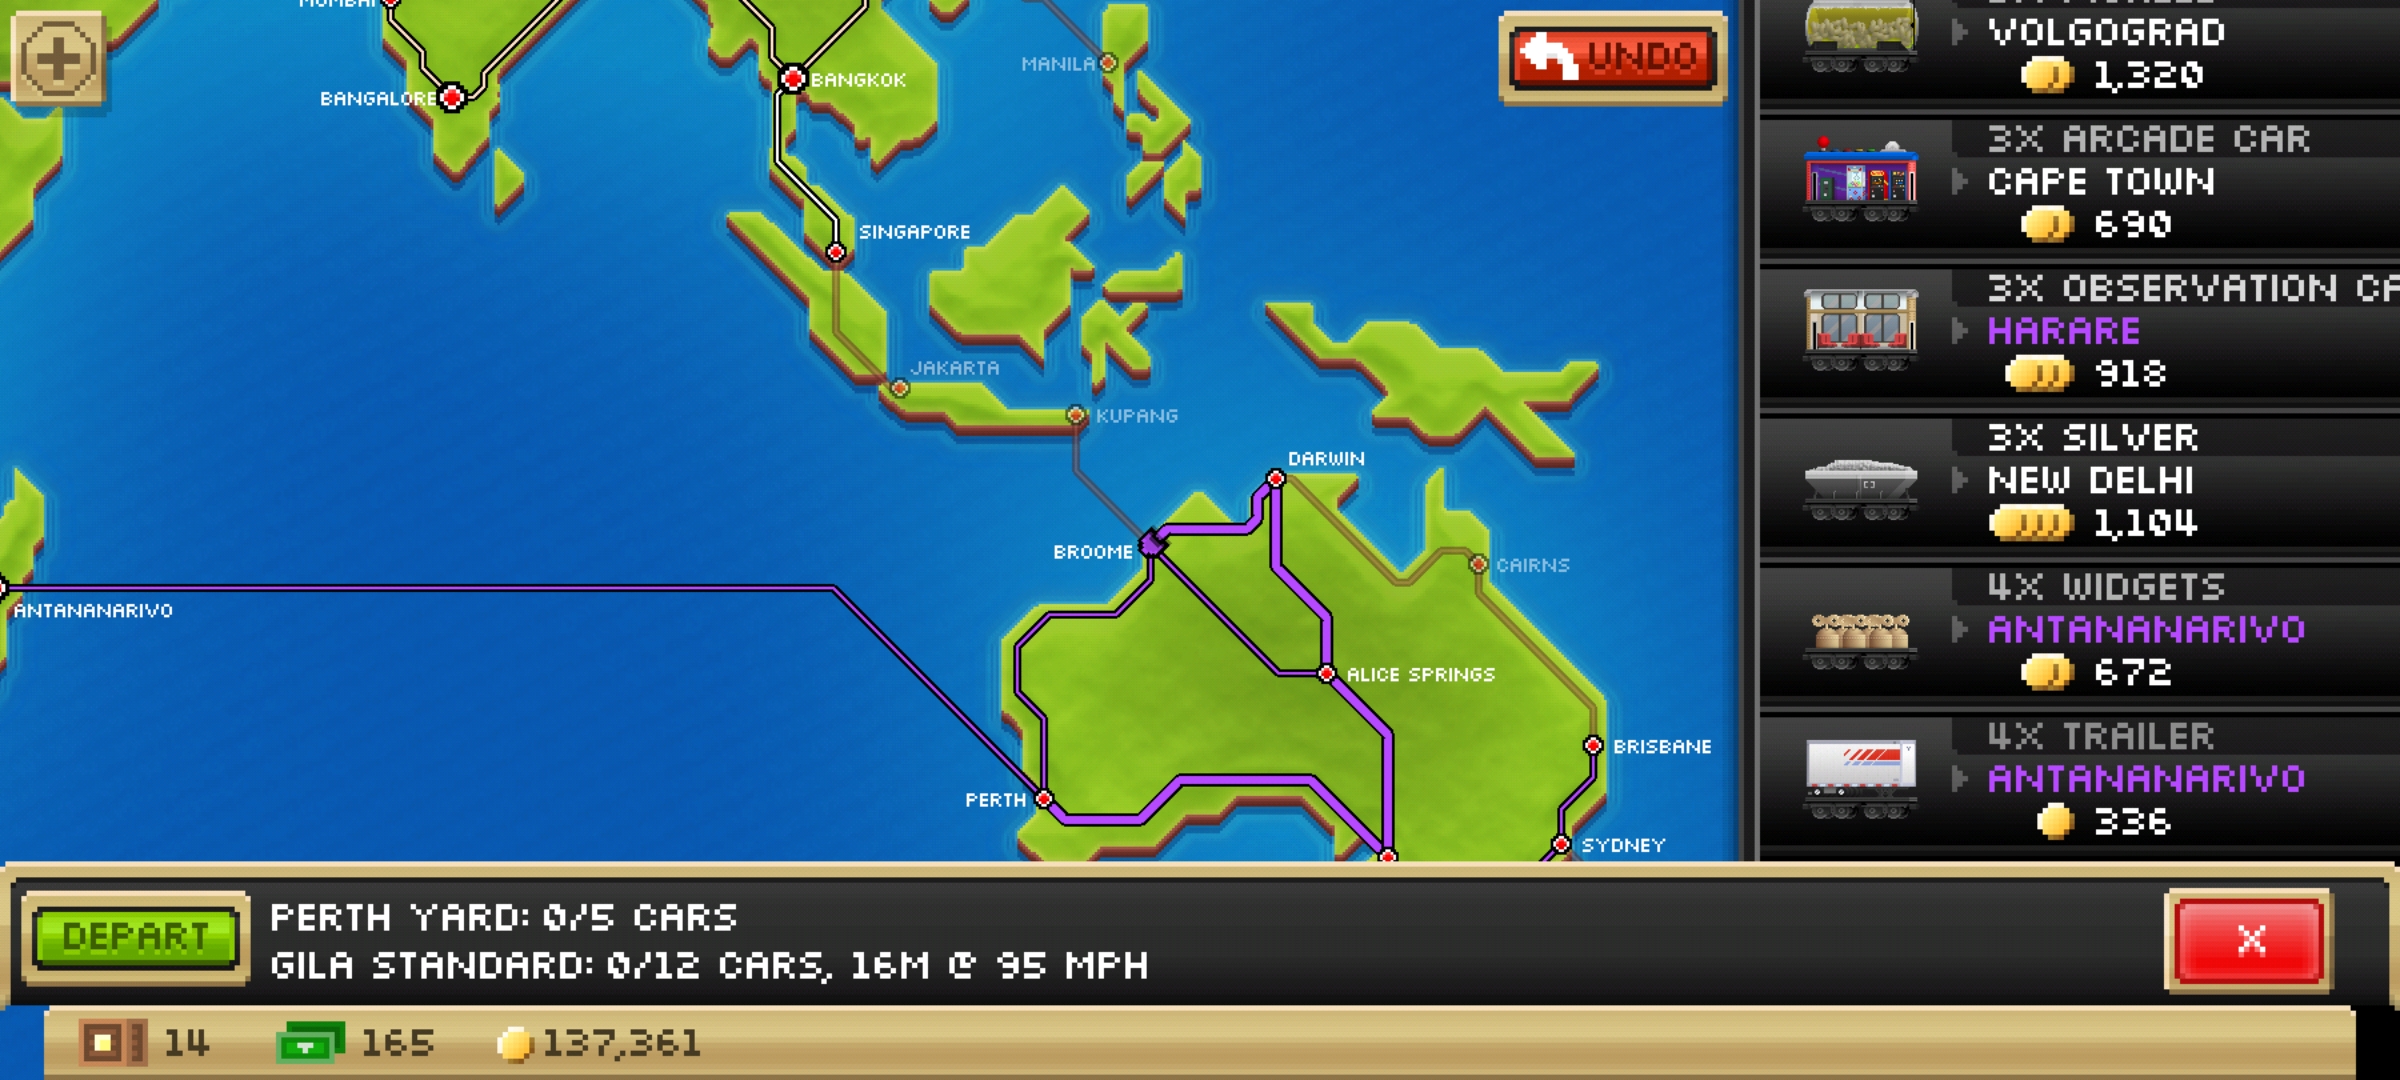 MUMBAI
BANGALORE
BANGKOK
MANILA
SINGAPORE
JAKARTA
KUPANG
DARWIN
BROOME
CAIRNS
ANTANANARIVO
ALICE SPRINGS
BRISBANE
PERTH
SYDNEY
UNDO
VOLGOGRAD
1,320
3X ARCADE CAR
CAPE TOWN
690
3X OBSERVATION CA
HARARE
918
3X SILVER
NEW DELHI
1,104
4X WIDGETS
ANTANANARIVO
672
4X TRAILER
ANTANANARIVO
336
DEPART
PERTH YARD: 0/5 CARS
GILA STANDARD: 0/12 CARS, 16M @ 95 MPH
X
14
165
137,361